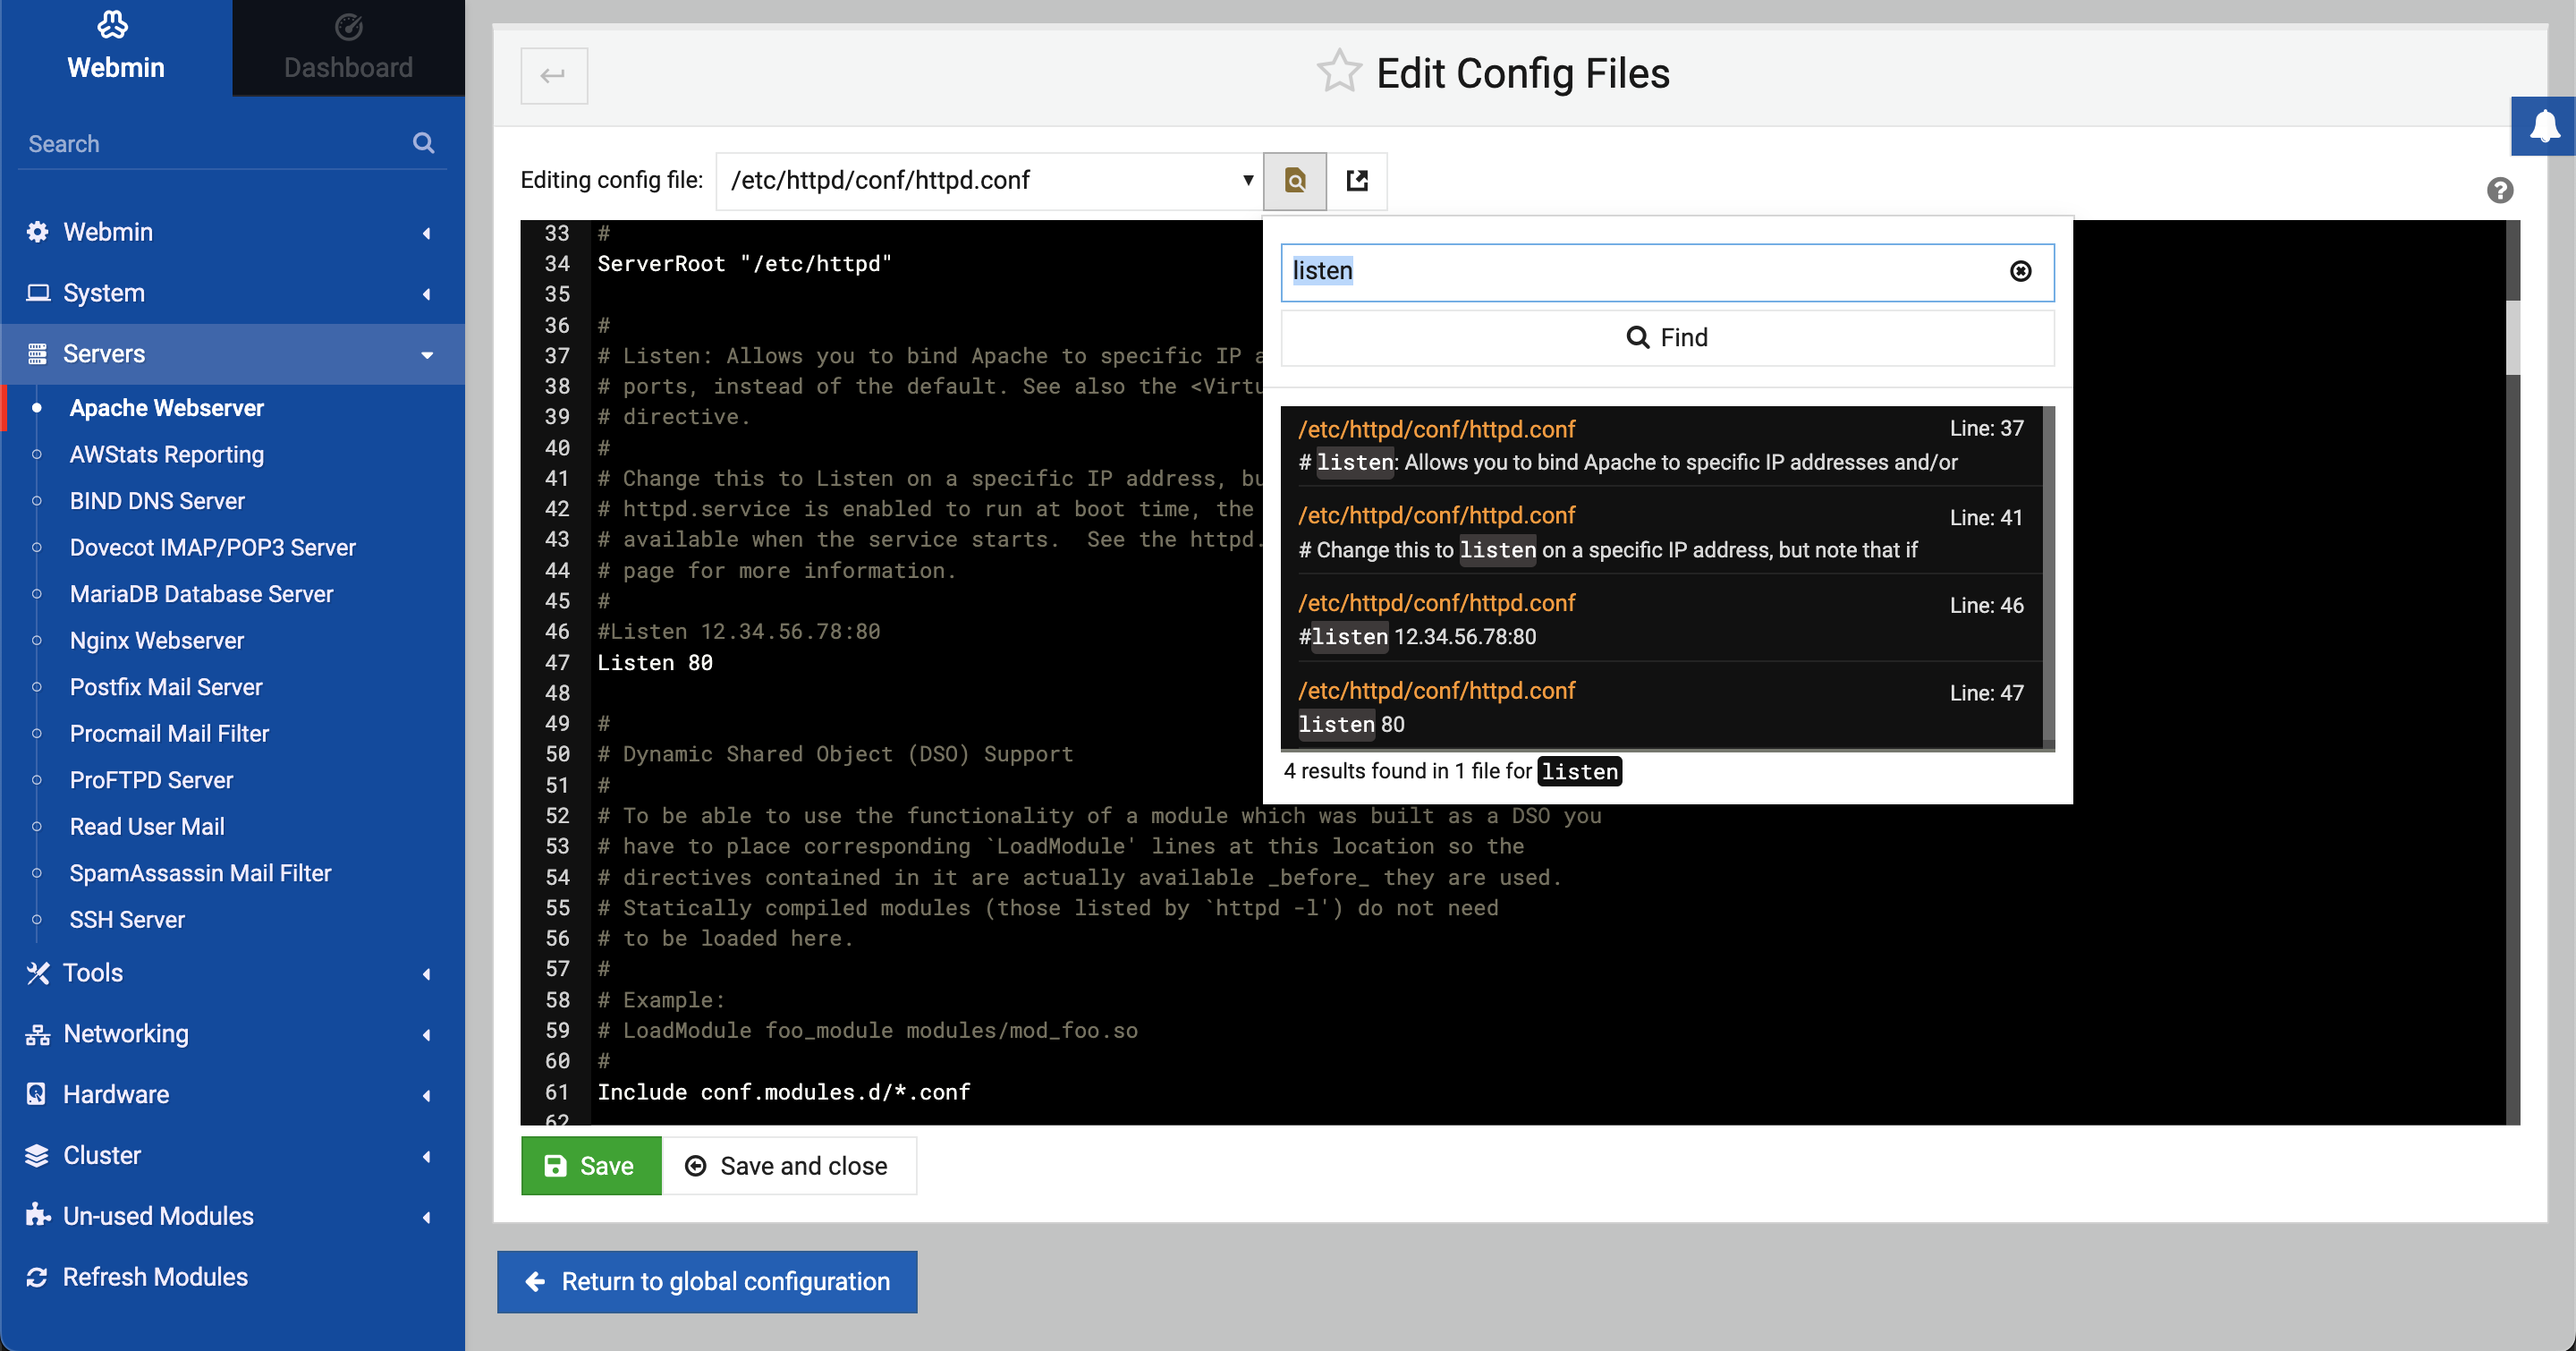 Webmin
Dashboard
Search
Webmin
System
Servers
Apache Webserver
AWStats Reporting
BIND DNS Server
Dovecot IMAP/POP3 Server
MariaDB Database Server
Nginx Webserver
Postfix Mail Server
Procmail Mail Filter
ProFTPD Server
Read User Mail
SpamAssassin Mail Filter
SSH Server
Tools
Networking
Hardware
Cluster
Un-used Modules
Refresh Modules
Edit Config Files
Editing config file: /etc/httpd/conf/httpd.conf
33 #
34 ServerRoot "/etc/httpd"
35
36 #
37 # Listen: Allows you to bind Apache to specific IP
38 # ports, instead of the default. See also the <Virtu
39 # directive.
40 #
41 # Change this to Listen on a specific IP address, bu
42 # httpd.service is enabled to run at boot time, the
43 # available when the service starts.  See the httpd.
44 # page for more information.
45 #
46 #Listen 12.34.56.78:80
47 Listen 80
48
49 #
50 # Dynamic Shared Object (DSO) Support
51 #
52 # To be able to use the functionality of a module which was built as a DSO you
53 # have to place corresponding `LoadModule' lines at this location so the
54 # directives contained in it are actually available _before_ they are used.
55 # Statically compiled modules (those listed by `httpd -l') do not need
56 # to be loaded here.
57 #
58 # Example:
59 # LoadModule foo_module modules/mod_foo.so
60 #
61 Include conf.modules.d/*.conf
62
listen
Find
/etc/httpd/conf/httpd.conf Line: 37
# listen: Allows you to bind Apache to specific IP addresses and/or
/etc/httpd/conf/httpd.conf Line: 41
# Change this to listen on a specific IP address, but note that if
/etc/httpd/conf/httpd.conf Line: 46
#listen 12.34.56.78:80
/etc/httpd/conf/httpd.conf Line: 47
listen 80
4 results found in 1 file for listen
Save
Save and close
Return to global configuration